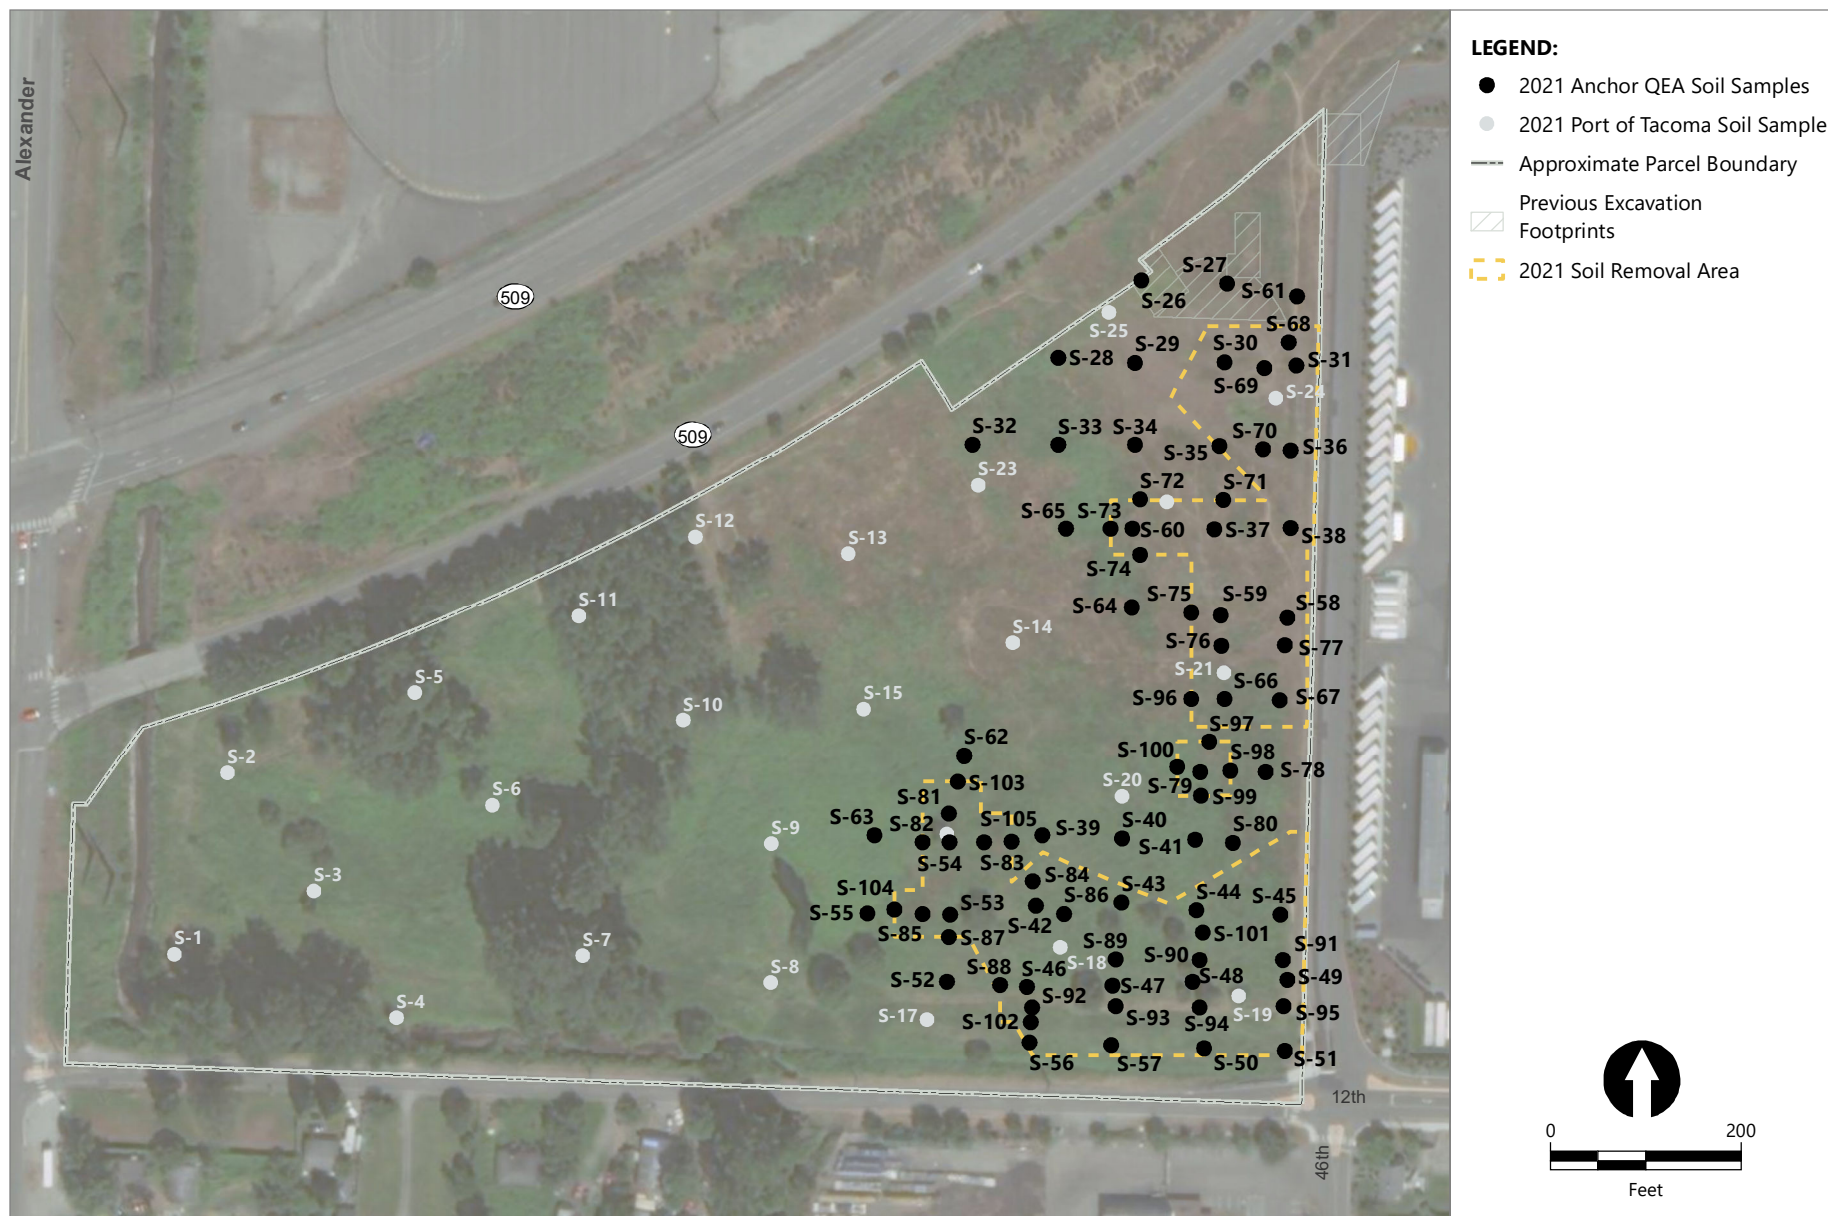 Alexander
509
509
S-27
S-61
S-26
S-25
S-68
S-28
S-29
S-30
S-31
S-69
S-24
S-32
S-33
S-34
S-35
S-70
S-36
S-23
S-72
S-71
S-65
S-73
S-60
S-37
S-38
S-12
S-13
S-74
S-64
S-75
S-59
S-58
S-11
S-14
S-76
S-77
S-21
S-5
S-10
S-15
S-96
S-66
S-67
S-97
S-62
S-100
S-98
S-78
S-2
S-103
S-20
S-79
S-99
S-6
S-81
S-63
S-82
S-105
S-39
S-40
S-41
S-80
S-9
S-54
S-83
S-3
S-84
S-104
S-86
S-43
S-44
S-45
S-55
S-53
S-42
S-85
S-87
S-101
S-1
S-7
S-89
S-90
S-91
S-18
S-8
S-52
S-88
S-46
S-47
S-48
S-49
S-92
S-4
S-17
S-102
S-93
S-94
S-19
S-95
S-56
S-57
S-50
S-51
12th
46th
LEGEND:
2021 Anchor QEA Soil Samples
2021 Port of Tacoma Soil Sample
Approximate Parcel Boundary
Previous Excavation
Footprints
2021 Soil Removal Area
0 200
Feet